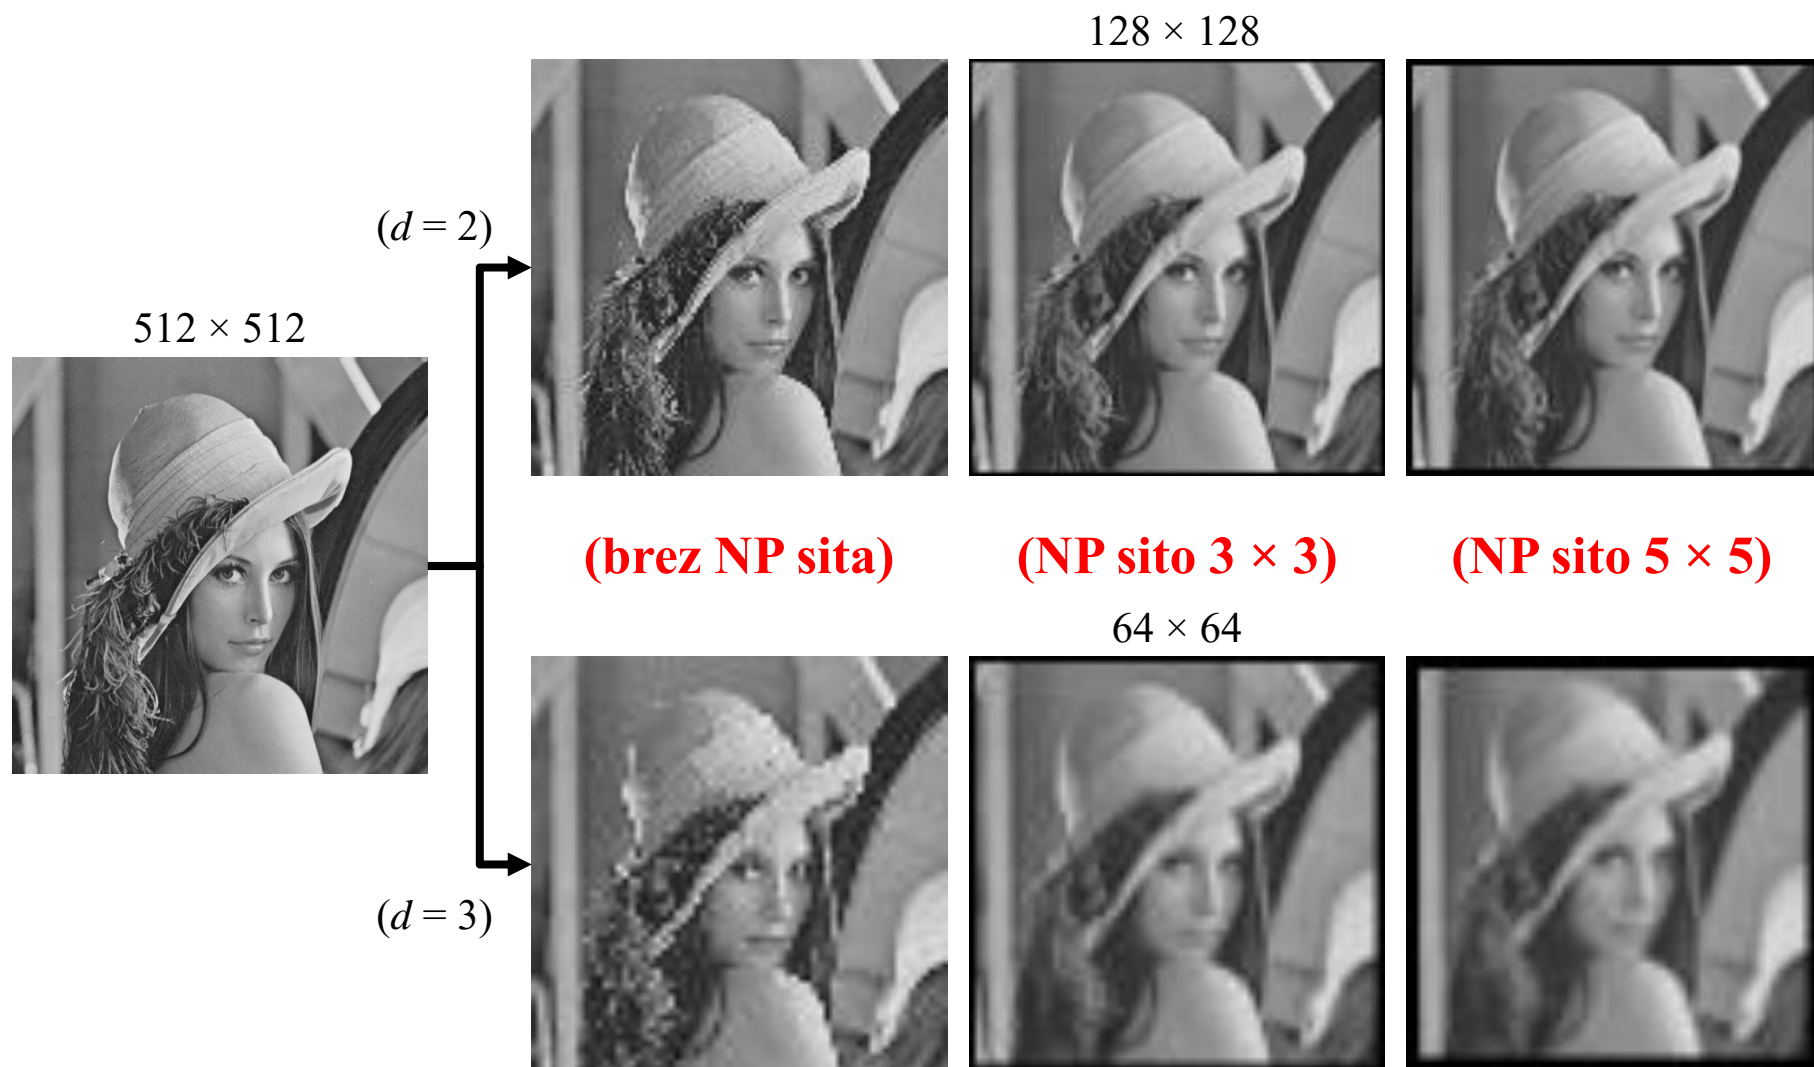 128 × 128
(d = 2)
512 × 512
(brez NP sita)
(NP sito 3 × 3)
(NP sito 5 × 5)
64 × 64
(d = 3)